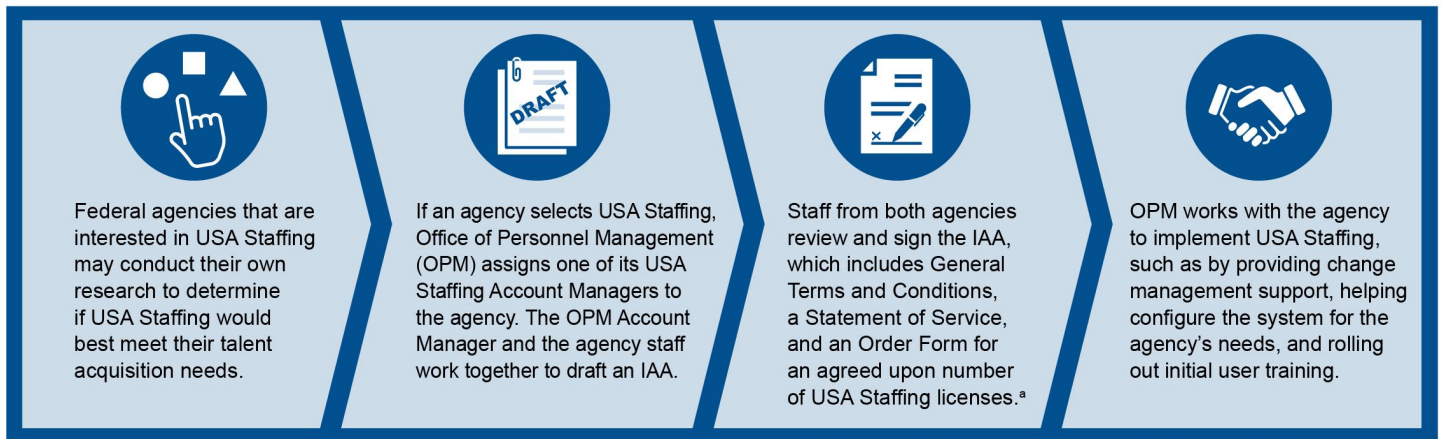 Federal agencies that are
interested in USA Staffing
may conduct their own
research to determine
if USA Staffing would
best meet their talent
acquisition needs.
DRAFT
If an agency selects USA Staffing,
Office of Personnel Management
(OPM) assigns one of its USA
Staffing Account Managers to
the agency. The OPM Account
Manager and the agency staff
work together to draft an IAA.
x
Staff from both agencies
review and sign the IAA,
which includes General
Terms and Conditions,
a Statement of Service,
and an Order Form for
an agreed upon number
of USA Staffing licenses.ª
OPM works with the agency
to implement USA Staffing,
such as by providing change
management support, helping
configure the system for the
agency’s needs, and rolling
out initial user training.